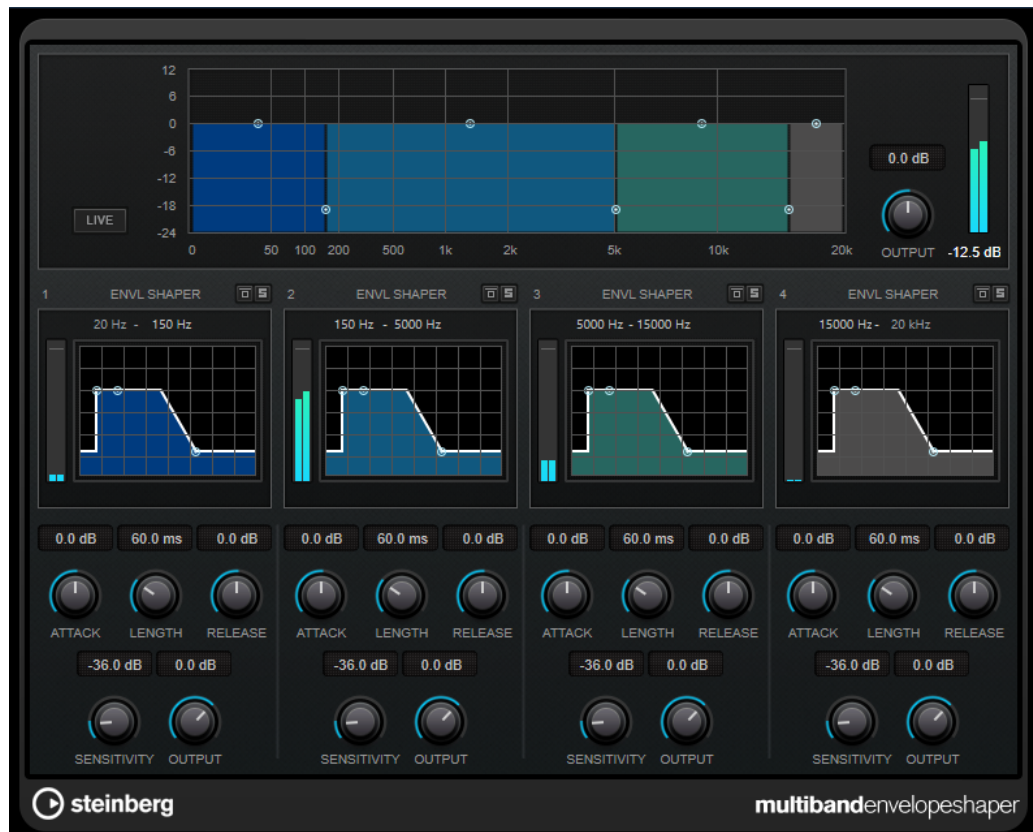 12
6
0
-6
-12
-18
-24
LIVE
0 50 100 200 500 1k 2k 5k 10k 20k
0.0 dB
OUTPUT -12.5 dB
1 ENVL SHAPER S 2 ENVL SHAPER S 3 ENVL SHAPER S 4 ENVL SHAPER S
20 Hz - 150 Hz 150 Hz - 5000 Hz 5000 Hz - 15000 Hz 15000 Hz - 20 kHz
0.0 dB 60.0 ms 0.0 dB 0.0 dB 60.0 ms 0.0 dB 0.0 dB 60.0 ms 0.0 dB 0.0 dB 60.0 ms 0.0 dB
ATTACK LENGTH RELEASE ATTACK LENGTH RELEASE ATTACK LENGTH RELEASE ATTACK LENGTH RELEASE
-36.0 dB 0.0 dB -36.0 dB 0.0 dB -36.0 dB 0.0 dB -36.0 dB 0.0 dB
SENSITIVITY OUTPUT SENSITIVITY OUTPUT SENSITIVITY OUTPUT SENSITIVITY OUTPUT
steinberg multibandenvelopeshaper